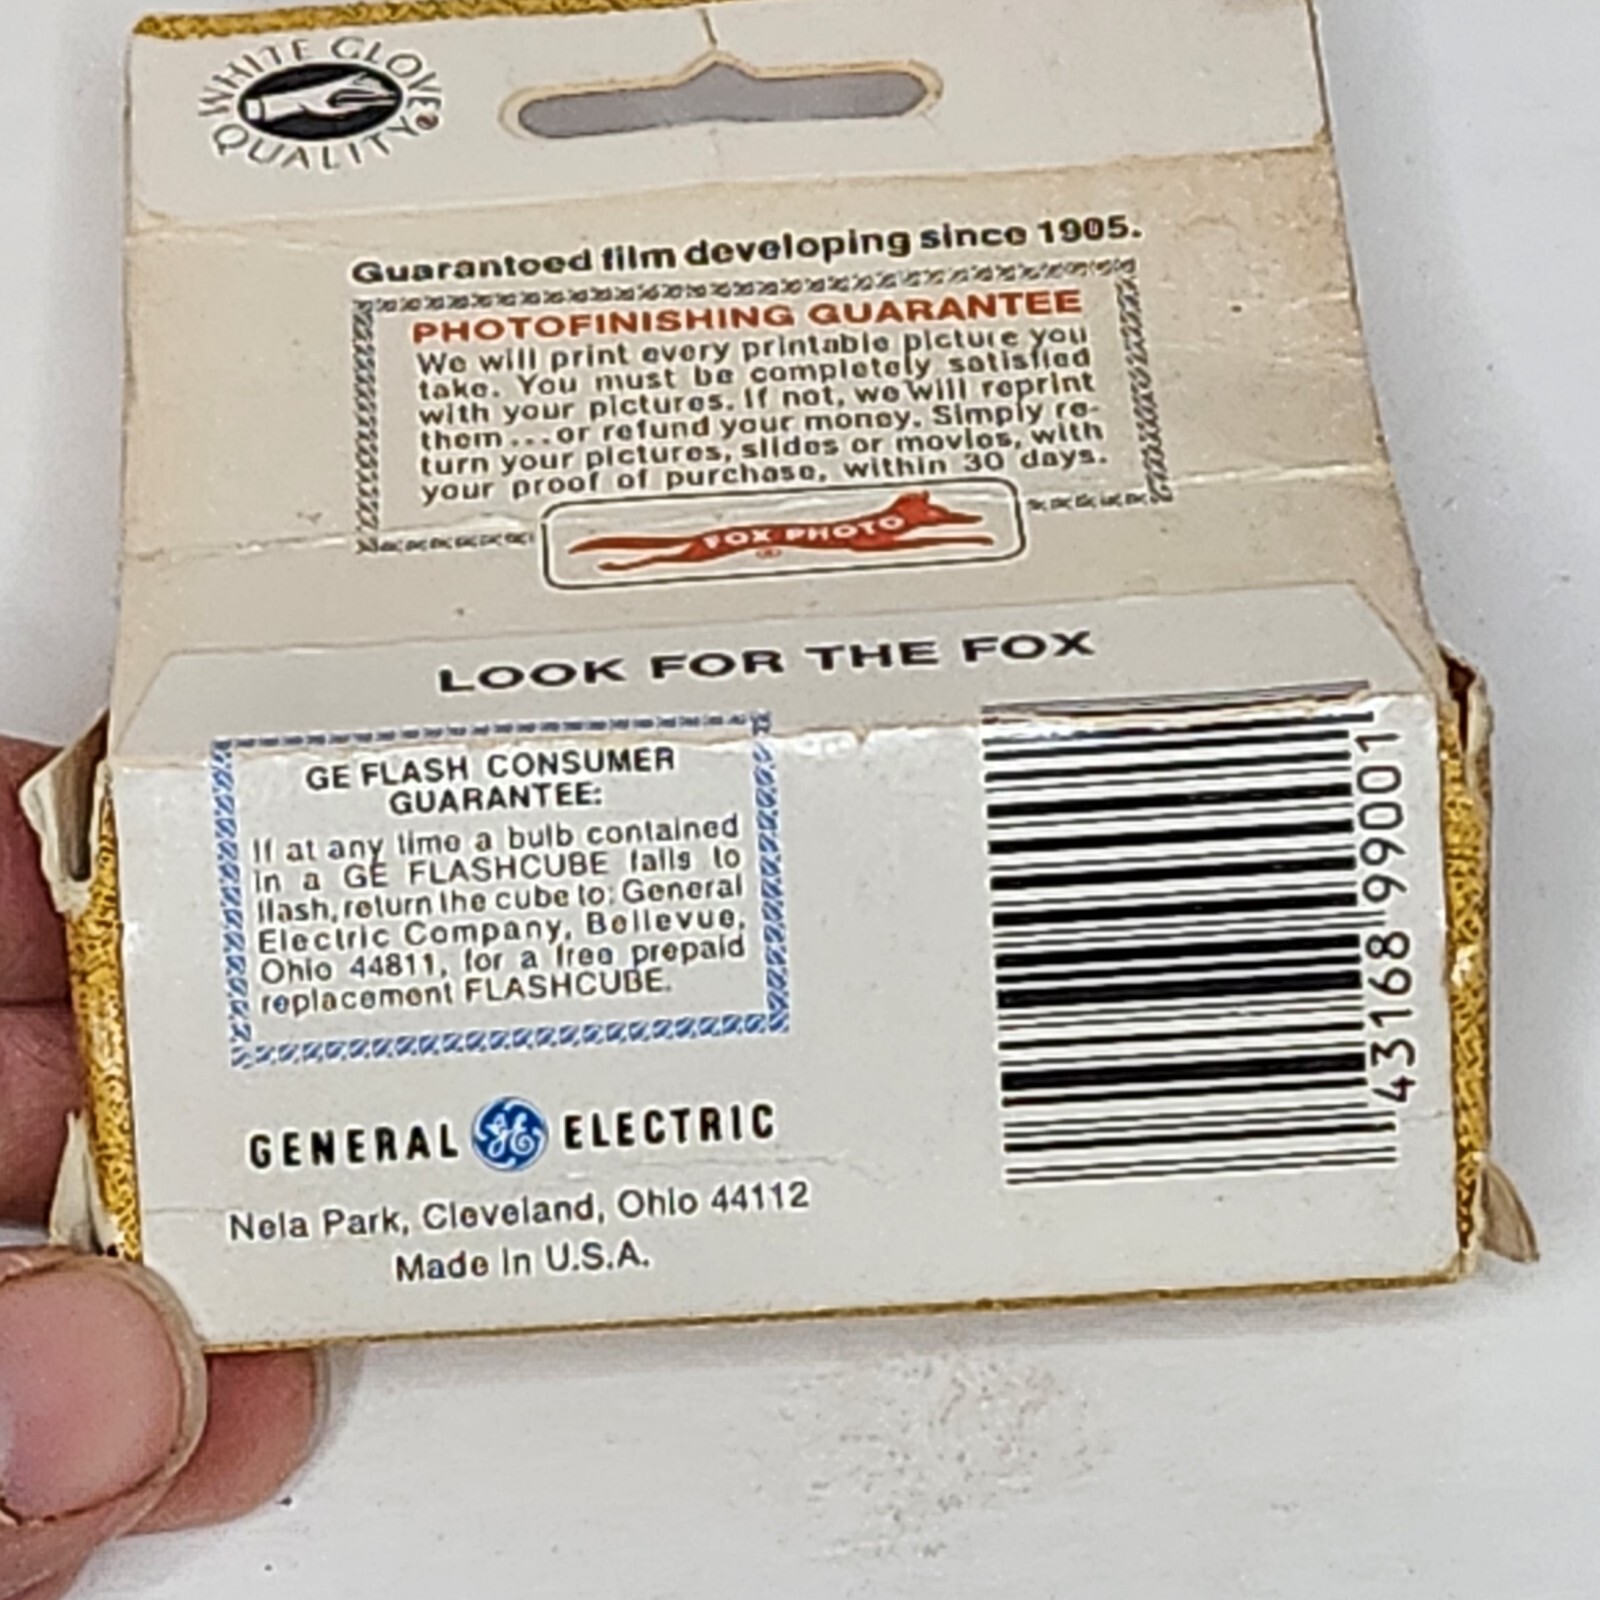 WHITE GLOVE QUALITY®
Guaranteed film developing since 1905.
PHOTOFINISHING GUARANTEE
We will print every printable picture you
take. You must be completely satisfied
with your pictures. If not, we will reprint
them...or refund your money. Simply re-
turn your pictures, slides or movies, with
your proof of purchase, within 30 days.
FOX PHOTO
®
LOOK FOR THE FOX
GE FLASH CONSUMER
GUARANTEE:
If at any time a bulb contained
in a GE FLASHCUBE fails to
flash, return the cube to: General
Electric Company, Bellevue,
Ohio 44811, for a free prepaid
replacement FLASHCUBE.
GENERAL GE ELECTRIC
Nela Park, Cleveland, Ohio 44112
Made in U.S.A.
43168 99001